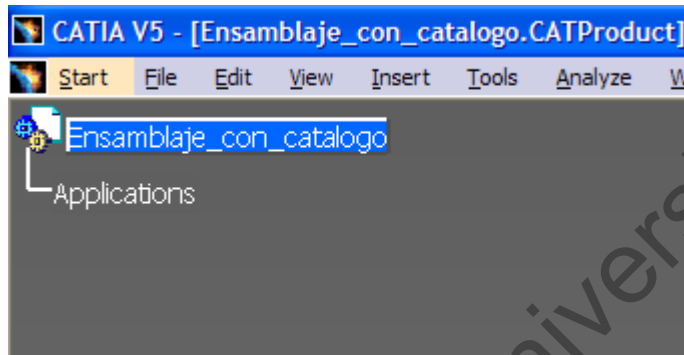 CATIA V5 - [Ensamblaje_con_catalogo.CATProduct]
Start File Edit View Insert Tools Analyze
Ensamblaje_con_catalogo
Applications